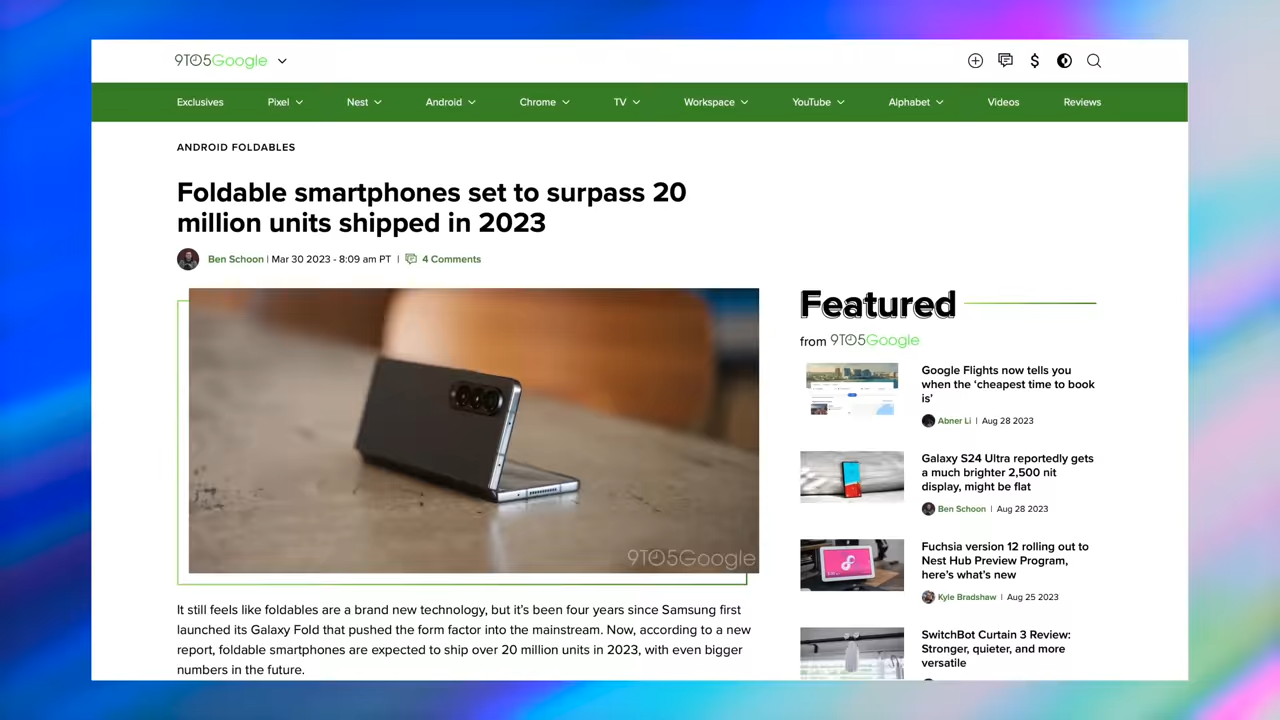 9TO5Google
Exclusives Pixel Nest Android Chrome TV Workspace YouTube Alphabet Videos Reviews
ANDROID FOLDABLES
Foldable smartphones set to surpass 20
million units shipped in 2023
Ben Schoon | Mar 30 2023 - 8:09 am PT | 4 Comments
9TO5Google
It still feels like foldables are a brand new technology, but it's been four years since Samsung first
launched its Galaxy Fold that pushed the form factor into the mainstream. Now, according to a new
report, foldable smartphones are expected to ship over 20 million units in 2023, with even bigger
numbers in the future.
Featured
from 9TO5Google
Google Flights now tells you
when the ‘cheapest time to book
is’
Abner Li | Aug 28 2023
Galaxy S24 Ultra reportedly gets
a much brighter 2,500 nit
display, might be flat
Ben Schoon | Aug 28 2023
Fuchsia version 12 rolling out to
Nest Hub Preview Program,
here’s what’s new
Kyle Bradshaw | Aug 25 2023
SwitchBot Curtain 3 Review:
Stronger, quieter, and more
versatile